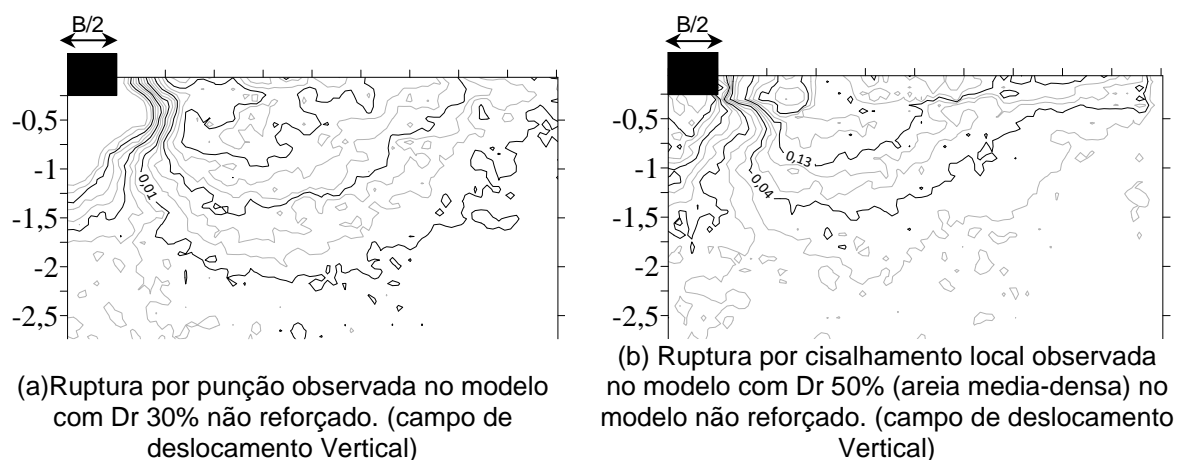 B/2
-0,5
-1
-1.5
-2
-2,5
0,01
(a)Ruptura por punção observada no modelo
com Dr 30% não reforçado. (campo de
deslocamento Vertical)
B/2
-0,5
-1
-1.5
-2
-2,5
0,13
0,04
(b) Ruptura por cisalhamento local observada
no modelo com Dr 50% (areia media-densa) no
modelo não reforçado. (campo de deslocamento
Vertical)